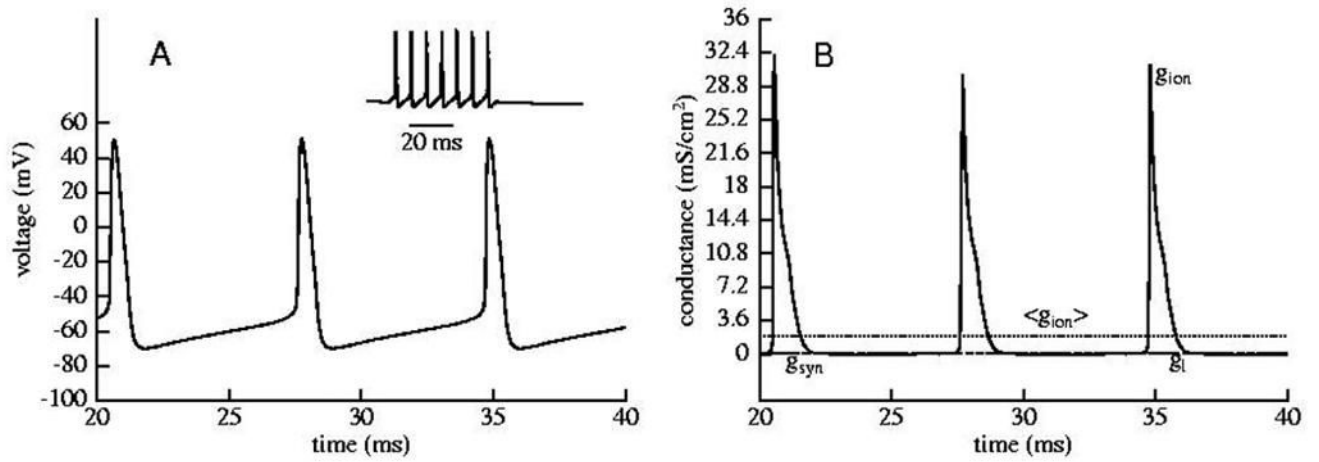 A
20 ms
voltage (mV)
60
40
20
0
-20
-40
-60
-80
-100
20
25
30
35
40
time (ms)
B
conductance (mS/cm²)
36
32.4
28.8
25.2
21.6
18
14.4
10.8
7.2
3.6
0
gion
<gion>
gsyn
gl
20
25
30
35
40
time (ms)